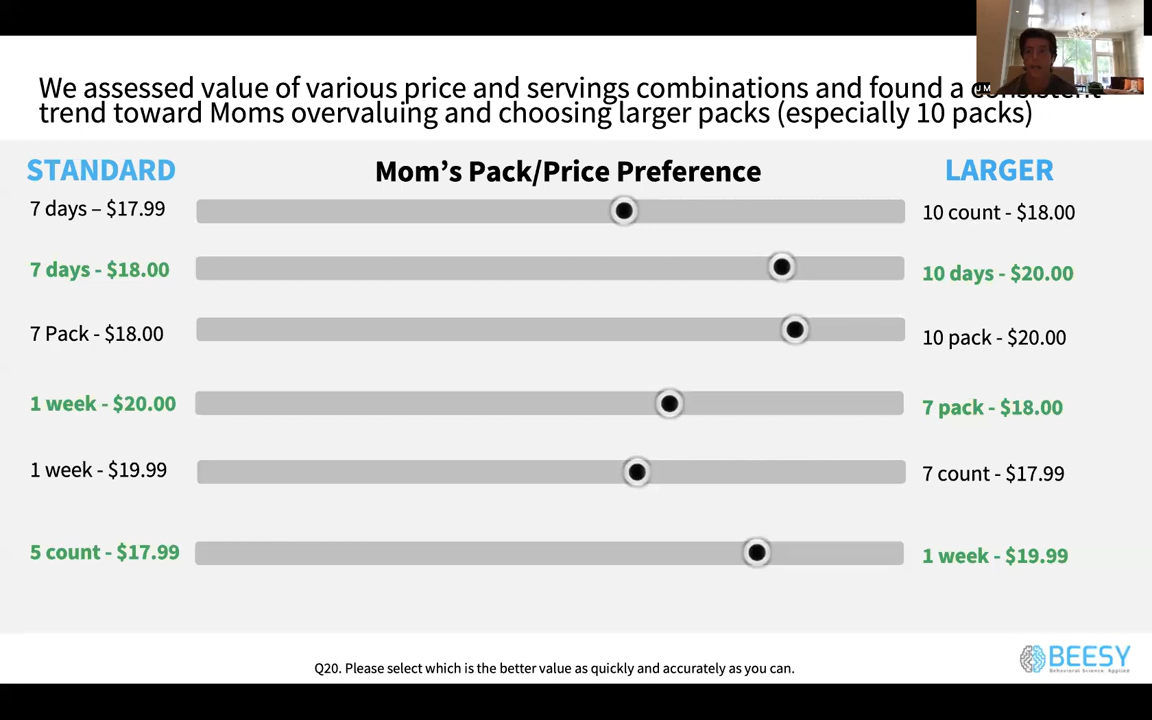 We assessed value of various price and servings combinations and found a consistent
trend toward Moms overvaluing and choosing larger packs (especially 10 packs)
STANDARD Mom's Pack/Price Preference LARGER
7 days – $17.99 10 count - $18.00
7 days - $18.00 10 days - $20.00
7 Pack - $18.00 10 pack - $20.00
1 week - $20.00 7 pack - $18.00
1 week - $19.99 7 count - $17.99
5 count - $17.99 1 week - $19.99
Q20. Please select which is the better value as quickly and accurately as you can.
BEESY
Behavioral Science. Applied